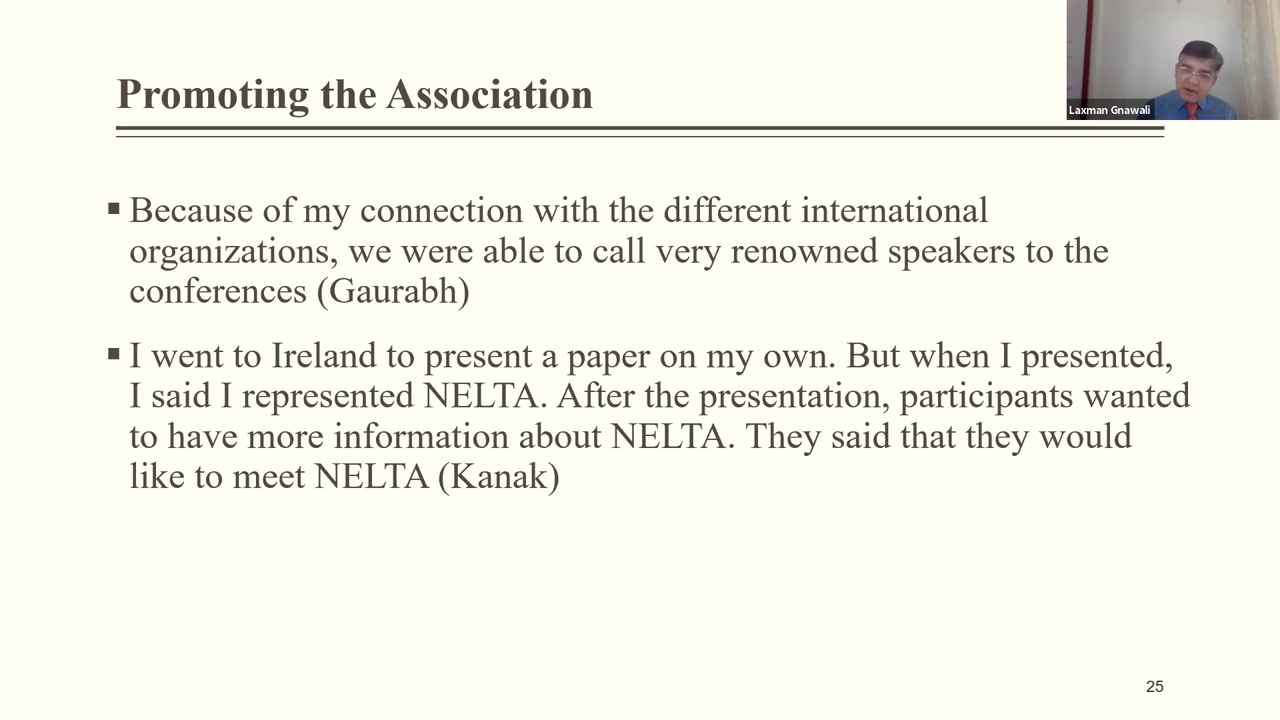 Promoting the Association
Laxman Gnawali
▪ Because of my connection with the different international
organizations, we were able to call very renowned speakers to the
conferences (Gaurabh)
▪ I went to Ireland to present a paper on my own. But when I presented,
I said I represented NELTA. After the presentation, participants wanted
to have more information about NELTA. They said that they would
like to meet NELTA (Kanak)
25